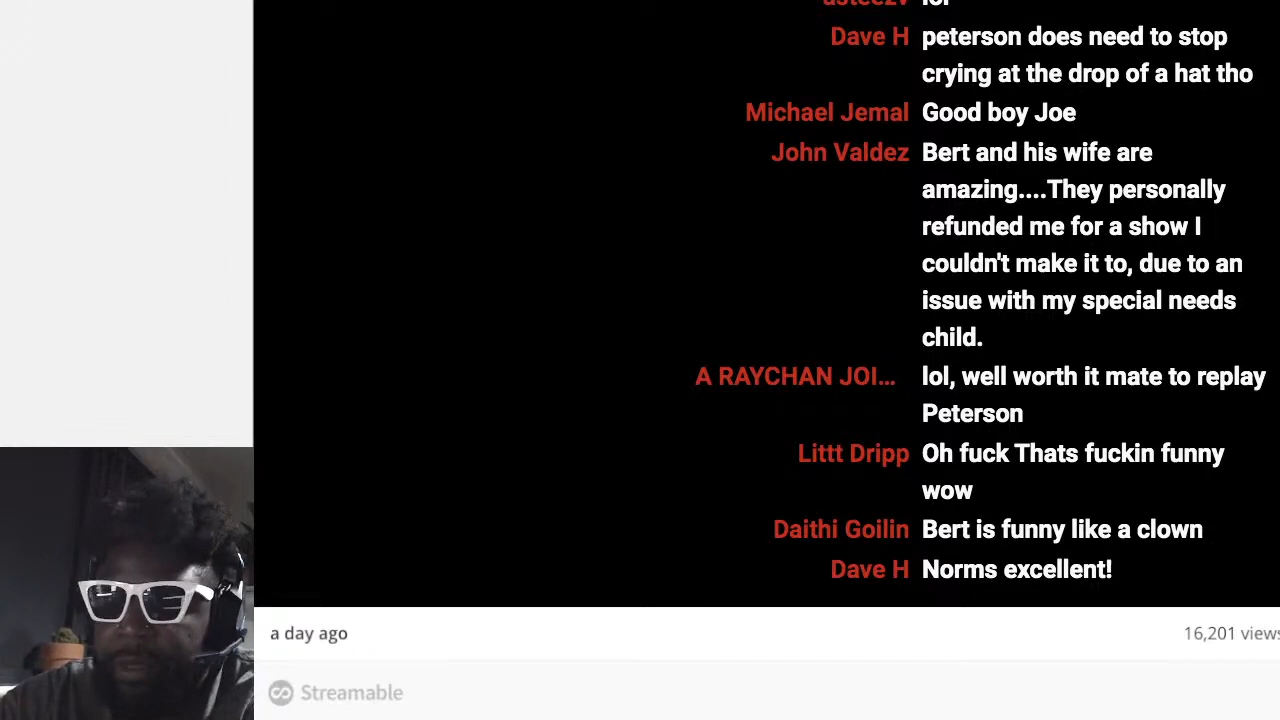 asteezv lol
Dave H peterson does need to stop
crying at the drop of a hat tho
Michael Jemal Good boy Joe
John Valdez Bert and his wife are
amazing....They personally
refunded me for a show I
couldn't make it to, due to an
issue with my special needs
child.
A RAYCHAN JOI... lol, well worth it mate to replay
Peterson
Littt Dripp Oh fuck Thats fuckin funny
wow
Daithi Goilin Bert is funny like a clown
Dave H Norms excellent!
a day ago 16,201 views
Streamable